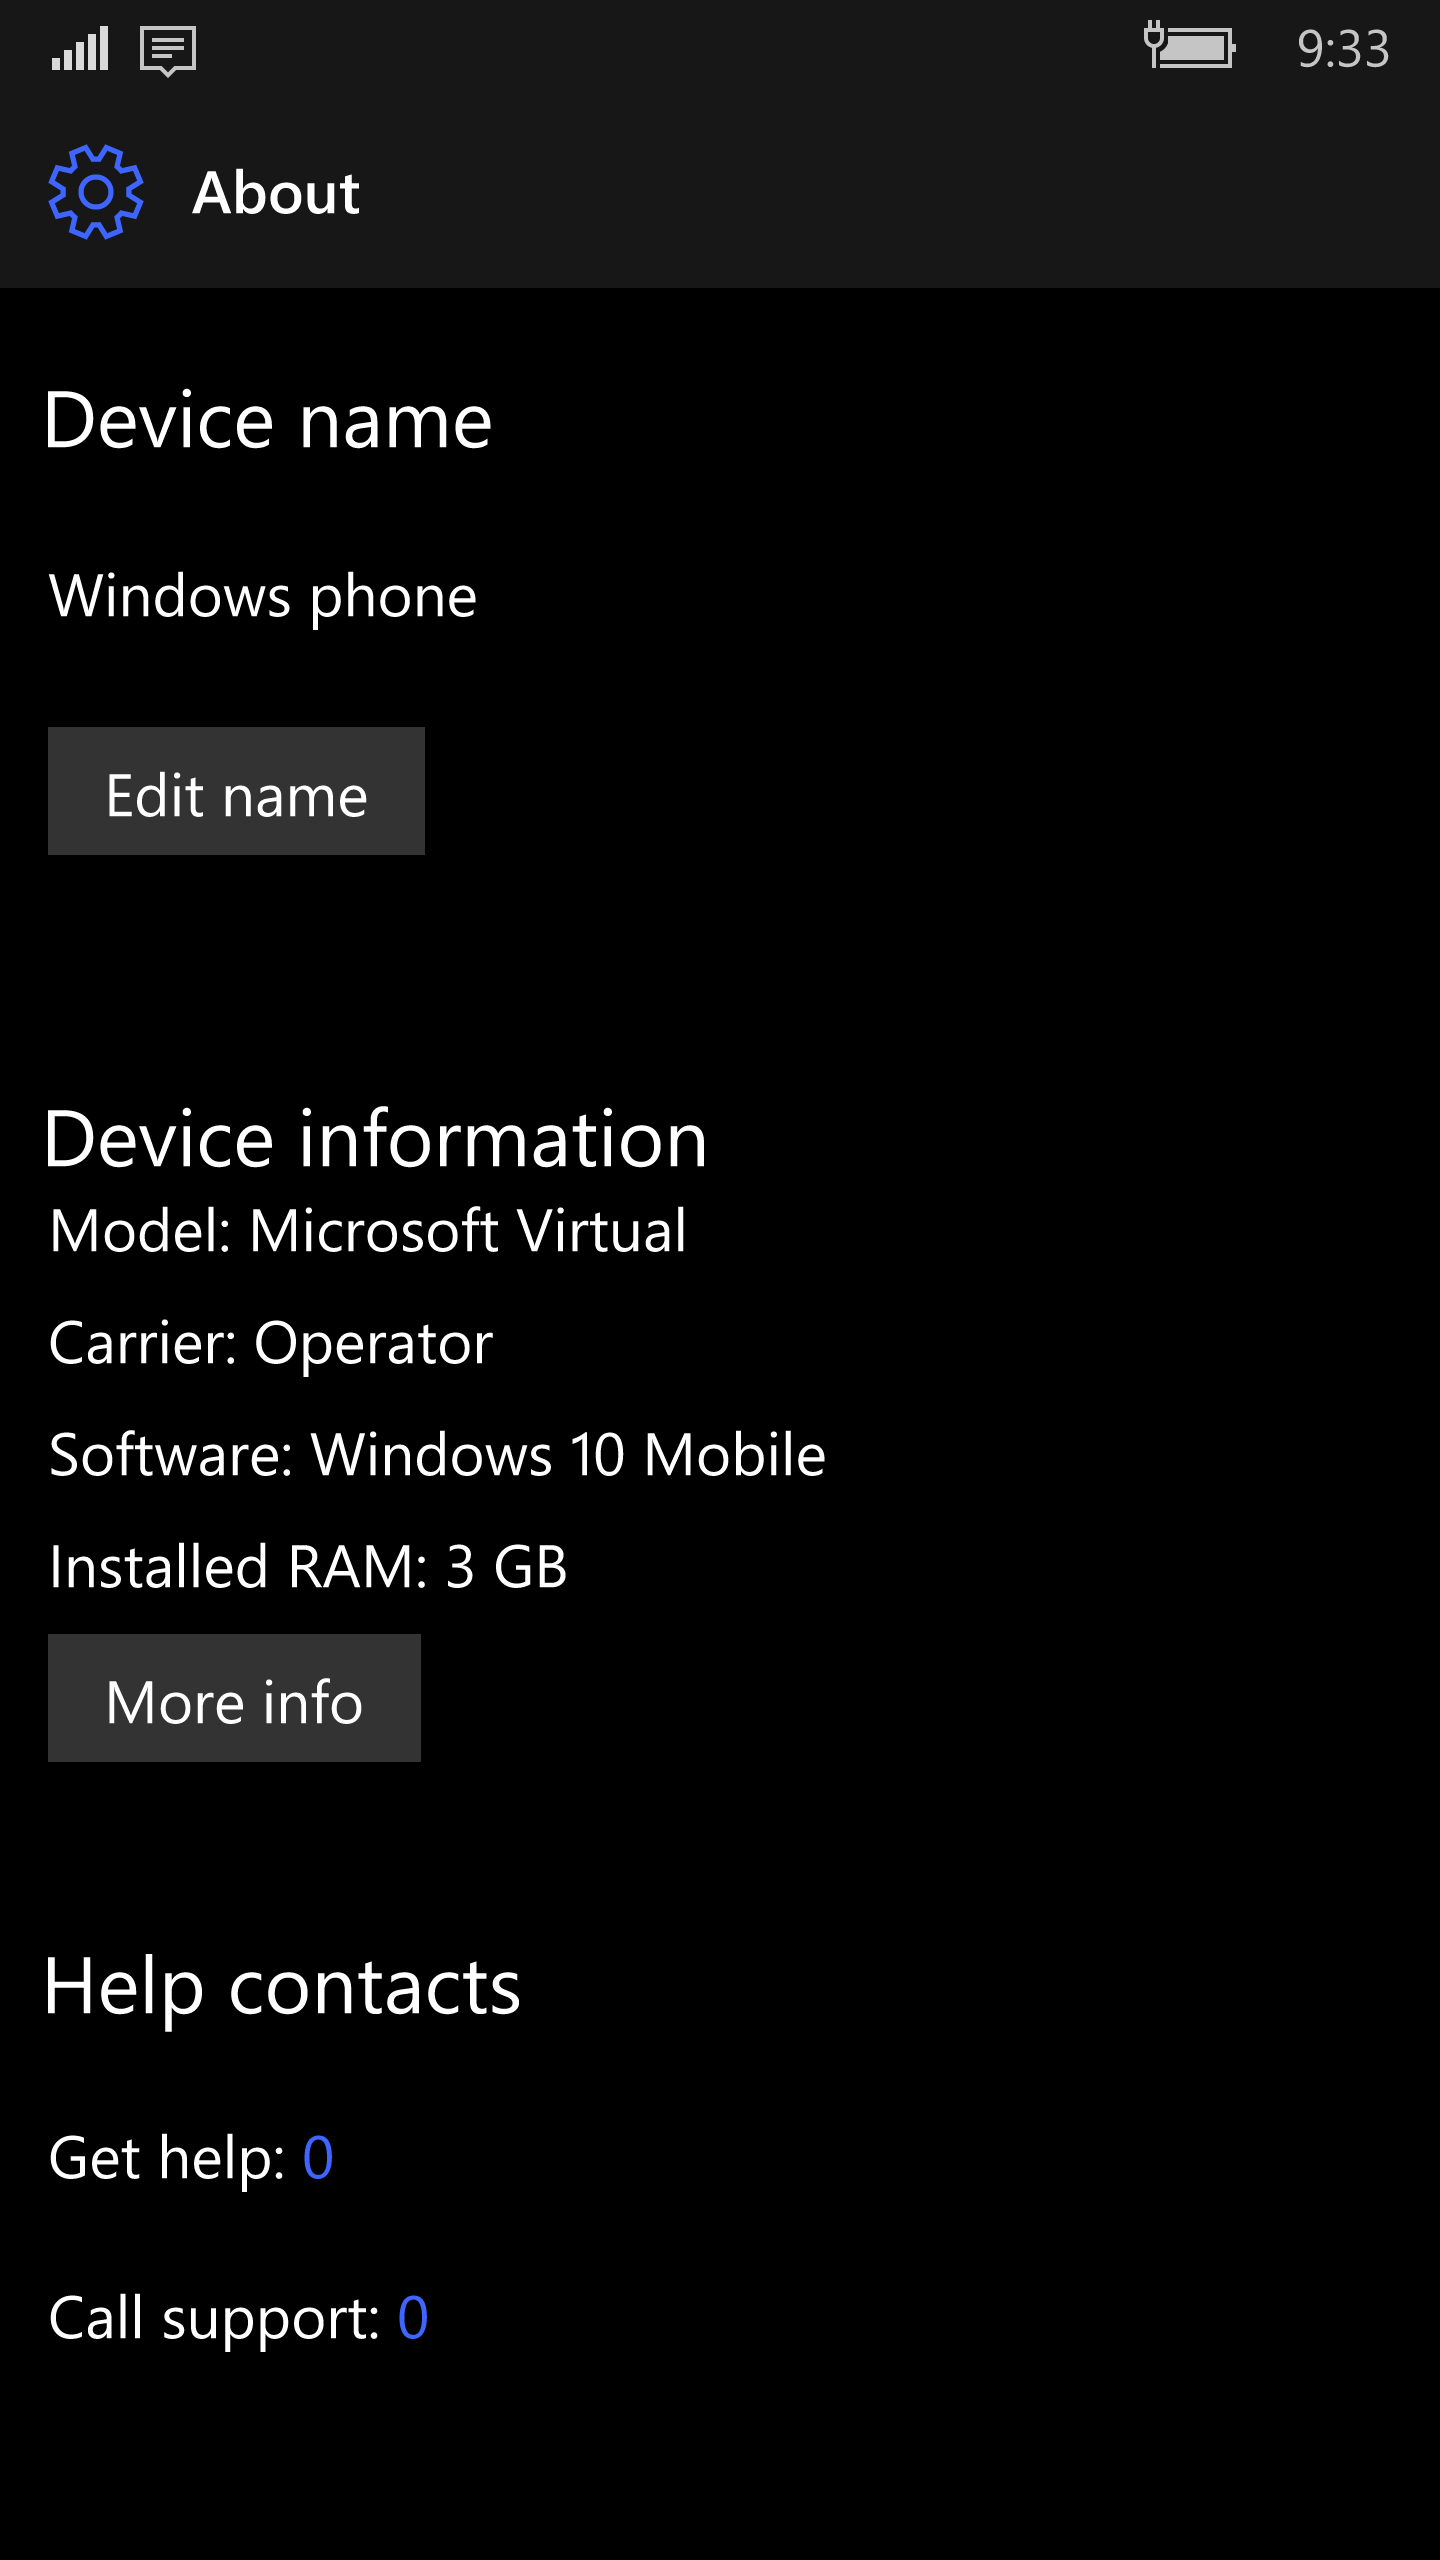 9:33
About
Device name
Windows phone
Edit name
Device information
Model: Microsoft Virtual
Carrier: Operator
Software: Windows 10 Mobile
Installed RAM: 3 GB
More info
Help contacts
Get help: 0
Call support: 0